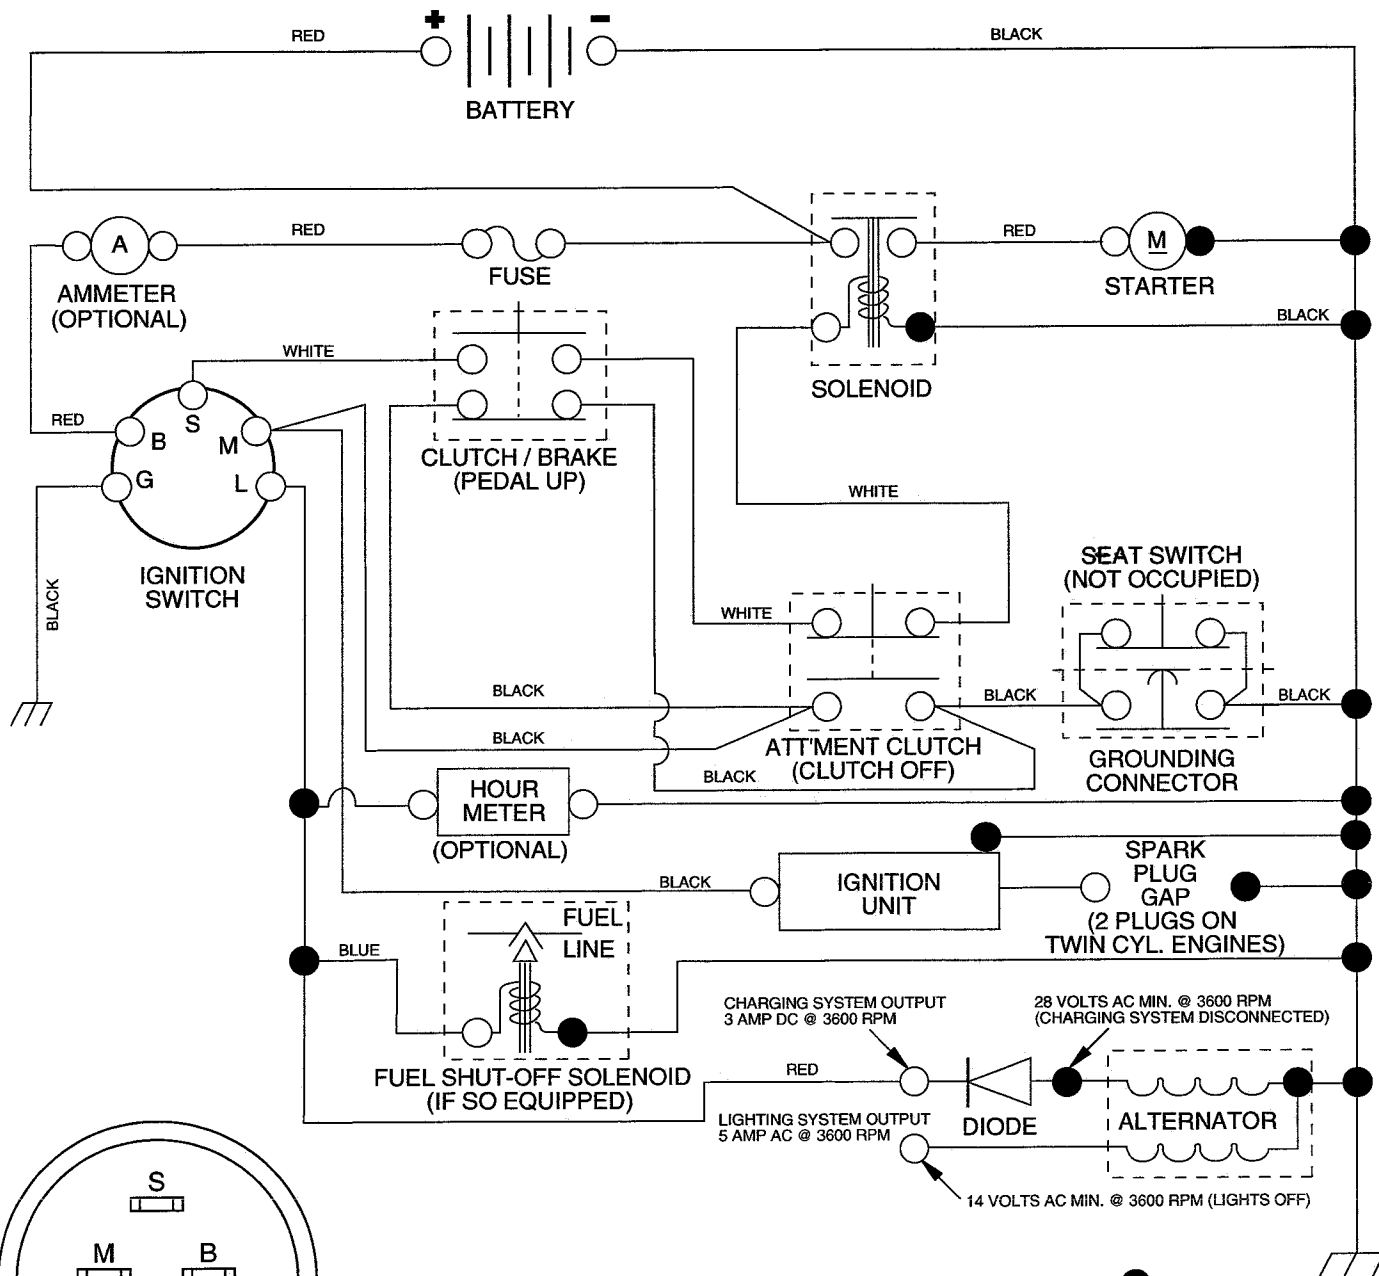 RED
+
-
BLACK
BATTERY
A
RED
FUSE
RED
M
STARTER
AMMETER
(OPTIONAL)
BLACK
SOLENOID
WHITE
RED
S
B
M
G
L
CLUTCH / BRAKE
(PEDAL UP)
WHITE
IGNITION
SWITCH
BLACK
SEAT SWITCH
(NOT OCCUPIED)
WHITE
BLACK
BLACK
BLACK
BLACK
ATT'MENT CLUTCH
(CLUTCH OFF)
BLACK
GROUNDING
CONNECTOR
HOUR
METER
(OPTIONAL)
BLACK
IGNITION
UNIT
SPARK
PLUG
GAP
(2 PLUGS ON
TWIN CYL. ENGINES)
FUEL
LINE
BLUE
CHARGING SYSTEM OUTPUT
3 AMP DC @ 3600 RPM
28 VOLTS AC MIN. @ 3600 RPM
(CHARGING SYSTEM DISCONNECTED)
FUEL SHUT-OFF SOLENOID
(IF SO EQUIPPED)
RED
LIGHTING SYSTEM OUTPUT
5 AMP AC @ 3600 RPM
DIODE
ALTERNATOR
14 VOLTS AC MIN. @ 3600 RPM (LIGHTS OFF)
S
M
B